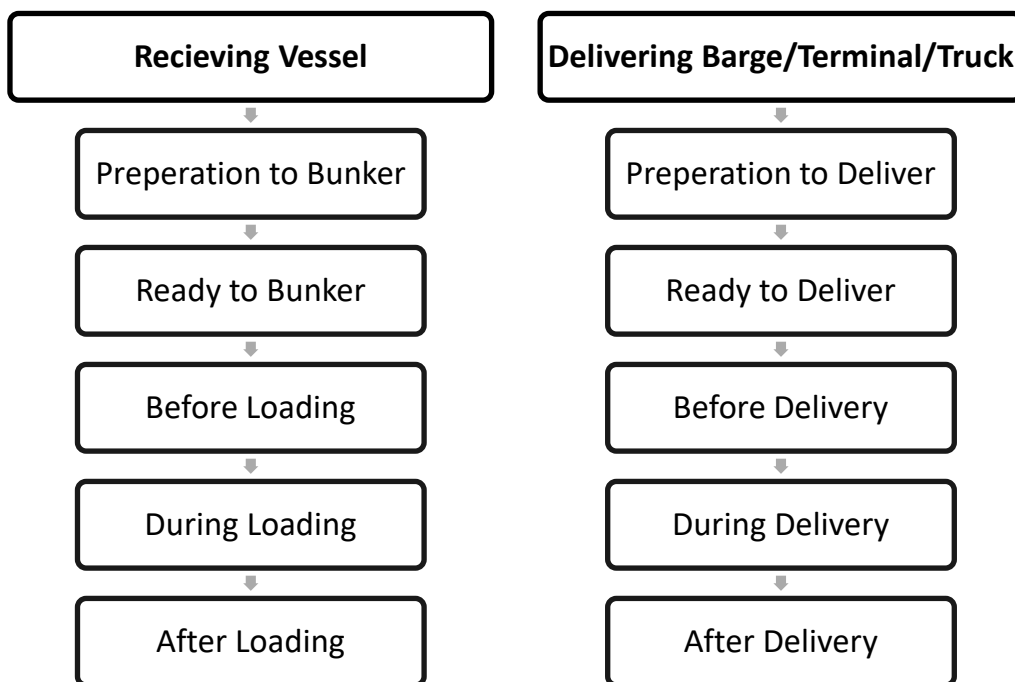 Recieving Vessel
Preperation to Bunker
Ready to Bunker
Before Loading
During Loading
After Loading
Delivering Barge/Terminal/Truck
Preperation to Deliver
Ready to Deliver
Before Delivery
During Delivery
After Delivery